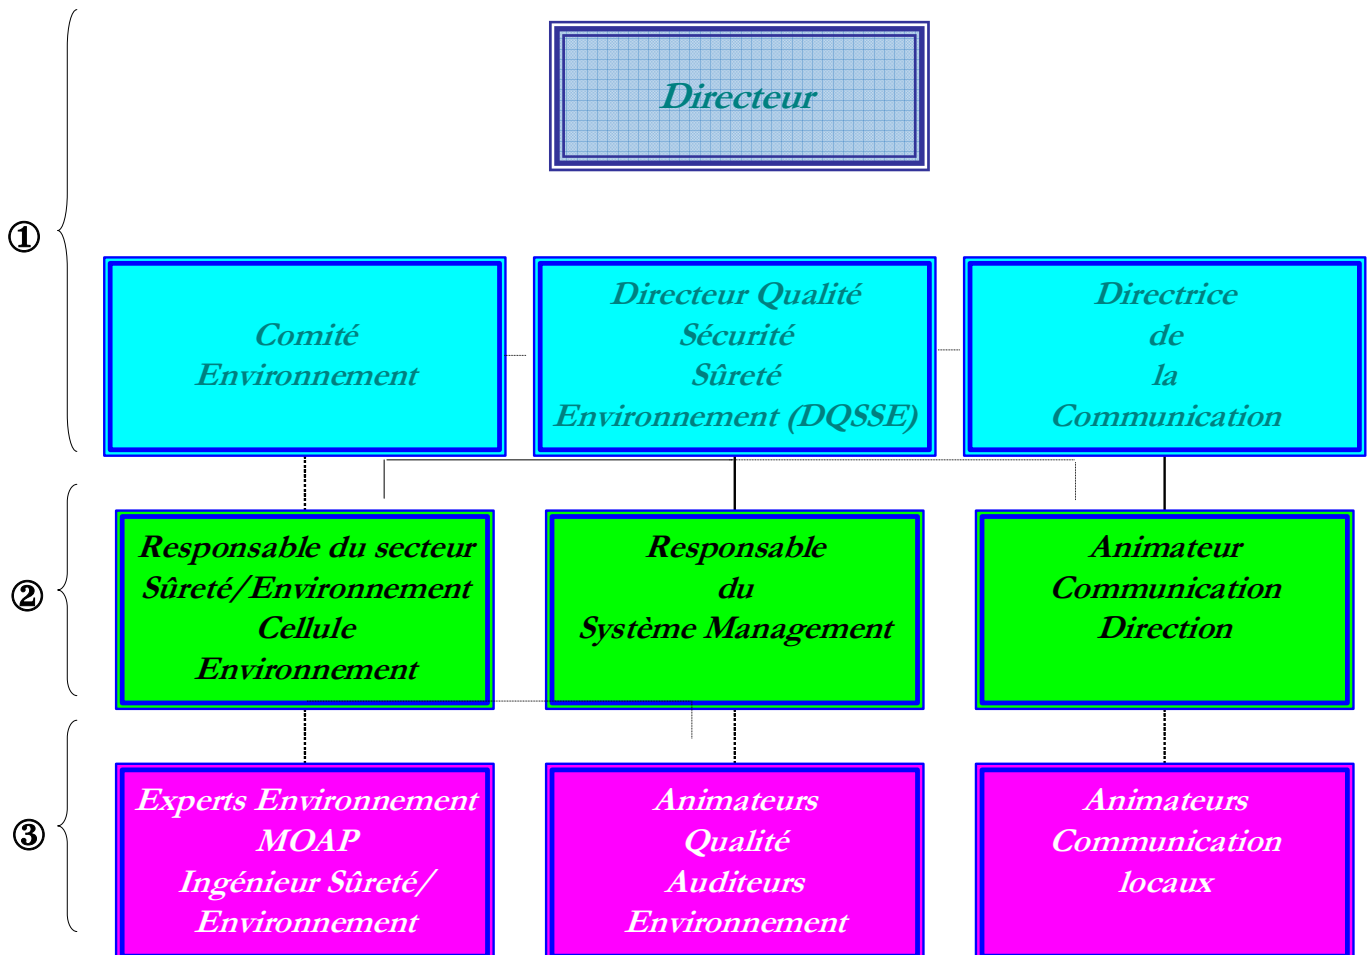 Directeur
①
Comité
Environnement
Directeur Qualité
Sécurité
Sûreté
Environnement (DQSSE)
Directrice
de
la
Communication
②
Responsable du secteur
Sûreté/Environnement
Cellule
Environnement
Responsable
du
Système Management
Animateur
Communication
Direction
③
Experts Environnement
MOAP
Ingénieur Sûreté/
Environnement
Animateurs
Qualité
Auditeurs
Environnement
Animateurs
Communication
locaux